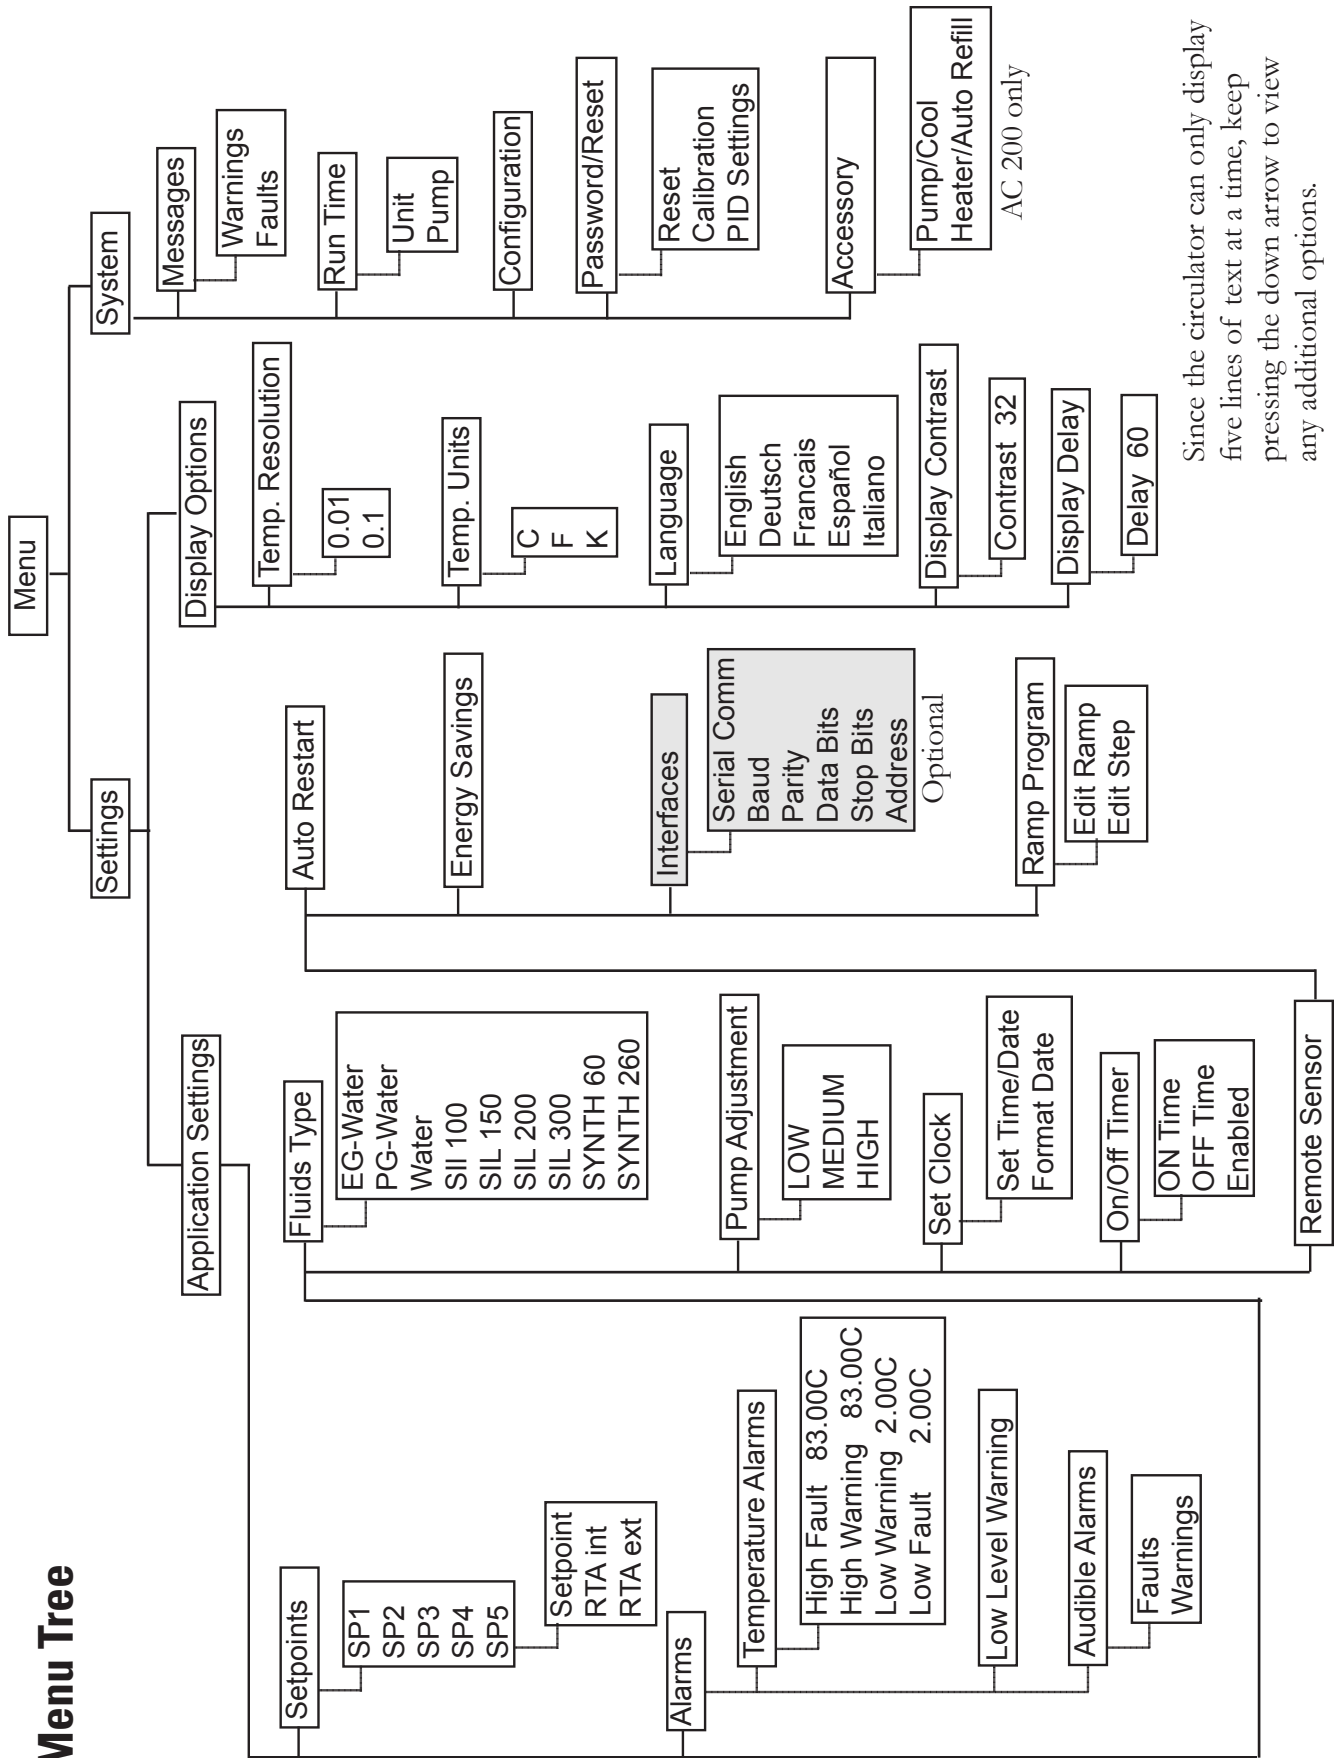 Menu Tree
Menu
Settings
System
Application Settings
Display Options
Setpoints
SP1
SP2
SP3
SP4
SP5
Setpoint
RTA int
RTA ext
Alarms
Temperature Alarms
High Fault 83.00C
High Warning 83.00C
Low Warning 2.00C
Low Fault 2.00C
Low Level Warning
Audible Alarms
Faults
Warnings
Fluids Type
EG-Water
PG-Water
Water
SIl 100
SIL 150
SIL 200
SIL 300
SYNTH 60
SYNTH 260
Pump Adjustment
LOW
MEDIUM
HIGH
Set Clock
Set Time/Date
Format Date
On/Off Timer
ON Time
OFF Time
Enabled
Remote Sensor
Auto Restart
Energy Savings
Interfaces
Serial Comm
Baud
Parity
Data Bits
Stop Bits
Address
Optional
Ramp Program
Edit Ramp
Edit Step
Temp. Resolution
0.01
0.1
Temp. Units
C
F
K
Language
English
Deutsch
Francais
Español
Italiano
Display Contrast
Contrast 32
Display Delay
Delay 60
Messages
Warnings
Faults
Run Time
Unit
Pump
Configuration
Password/Reset
Reset
Calibration
PID Settings
Accessory
Pump/Cool
Heater/Auto Refill
AC 200 only
Since the circulator can only display
five lines of text at a time, keep
pressing the down arrow to view
any additional options.